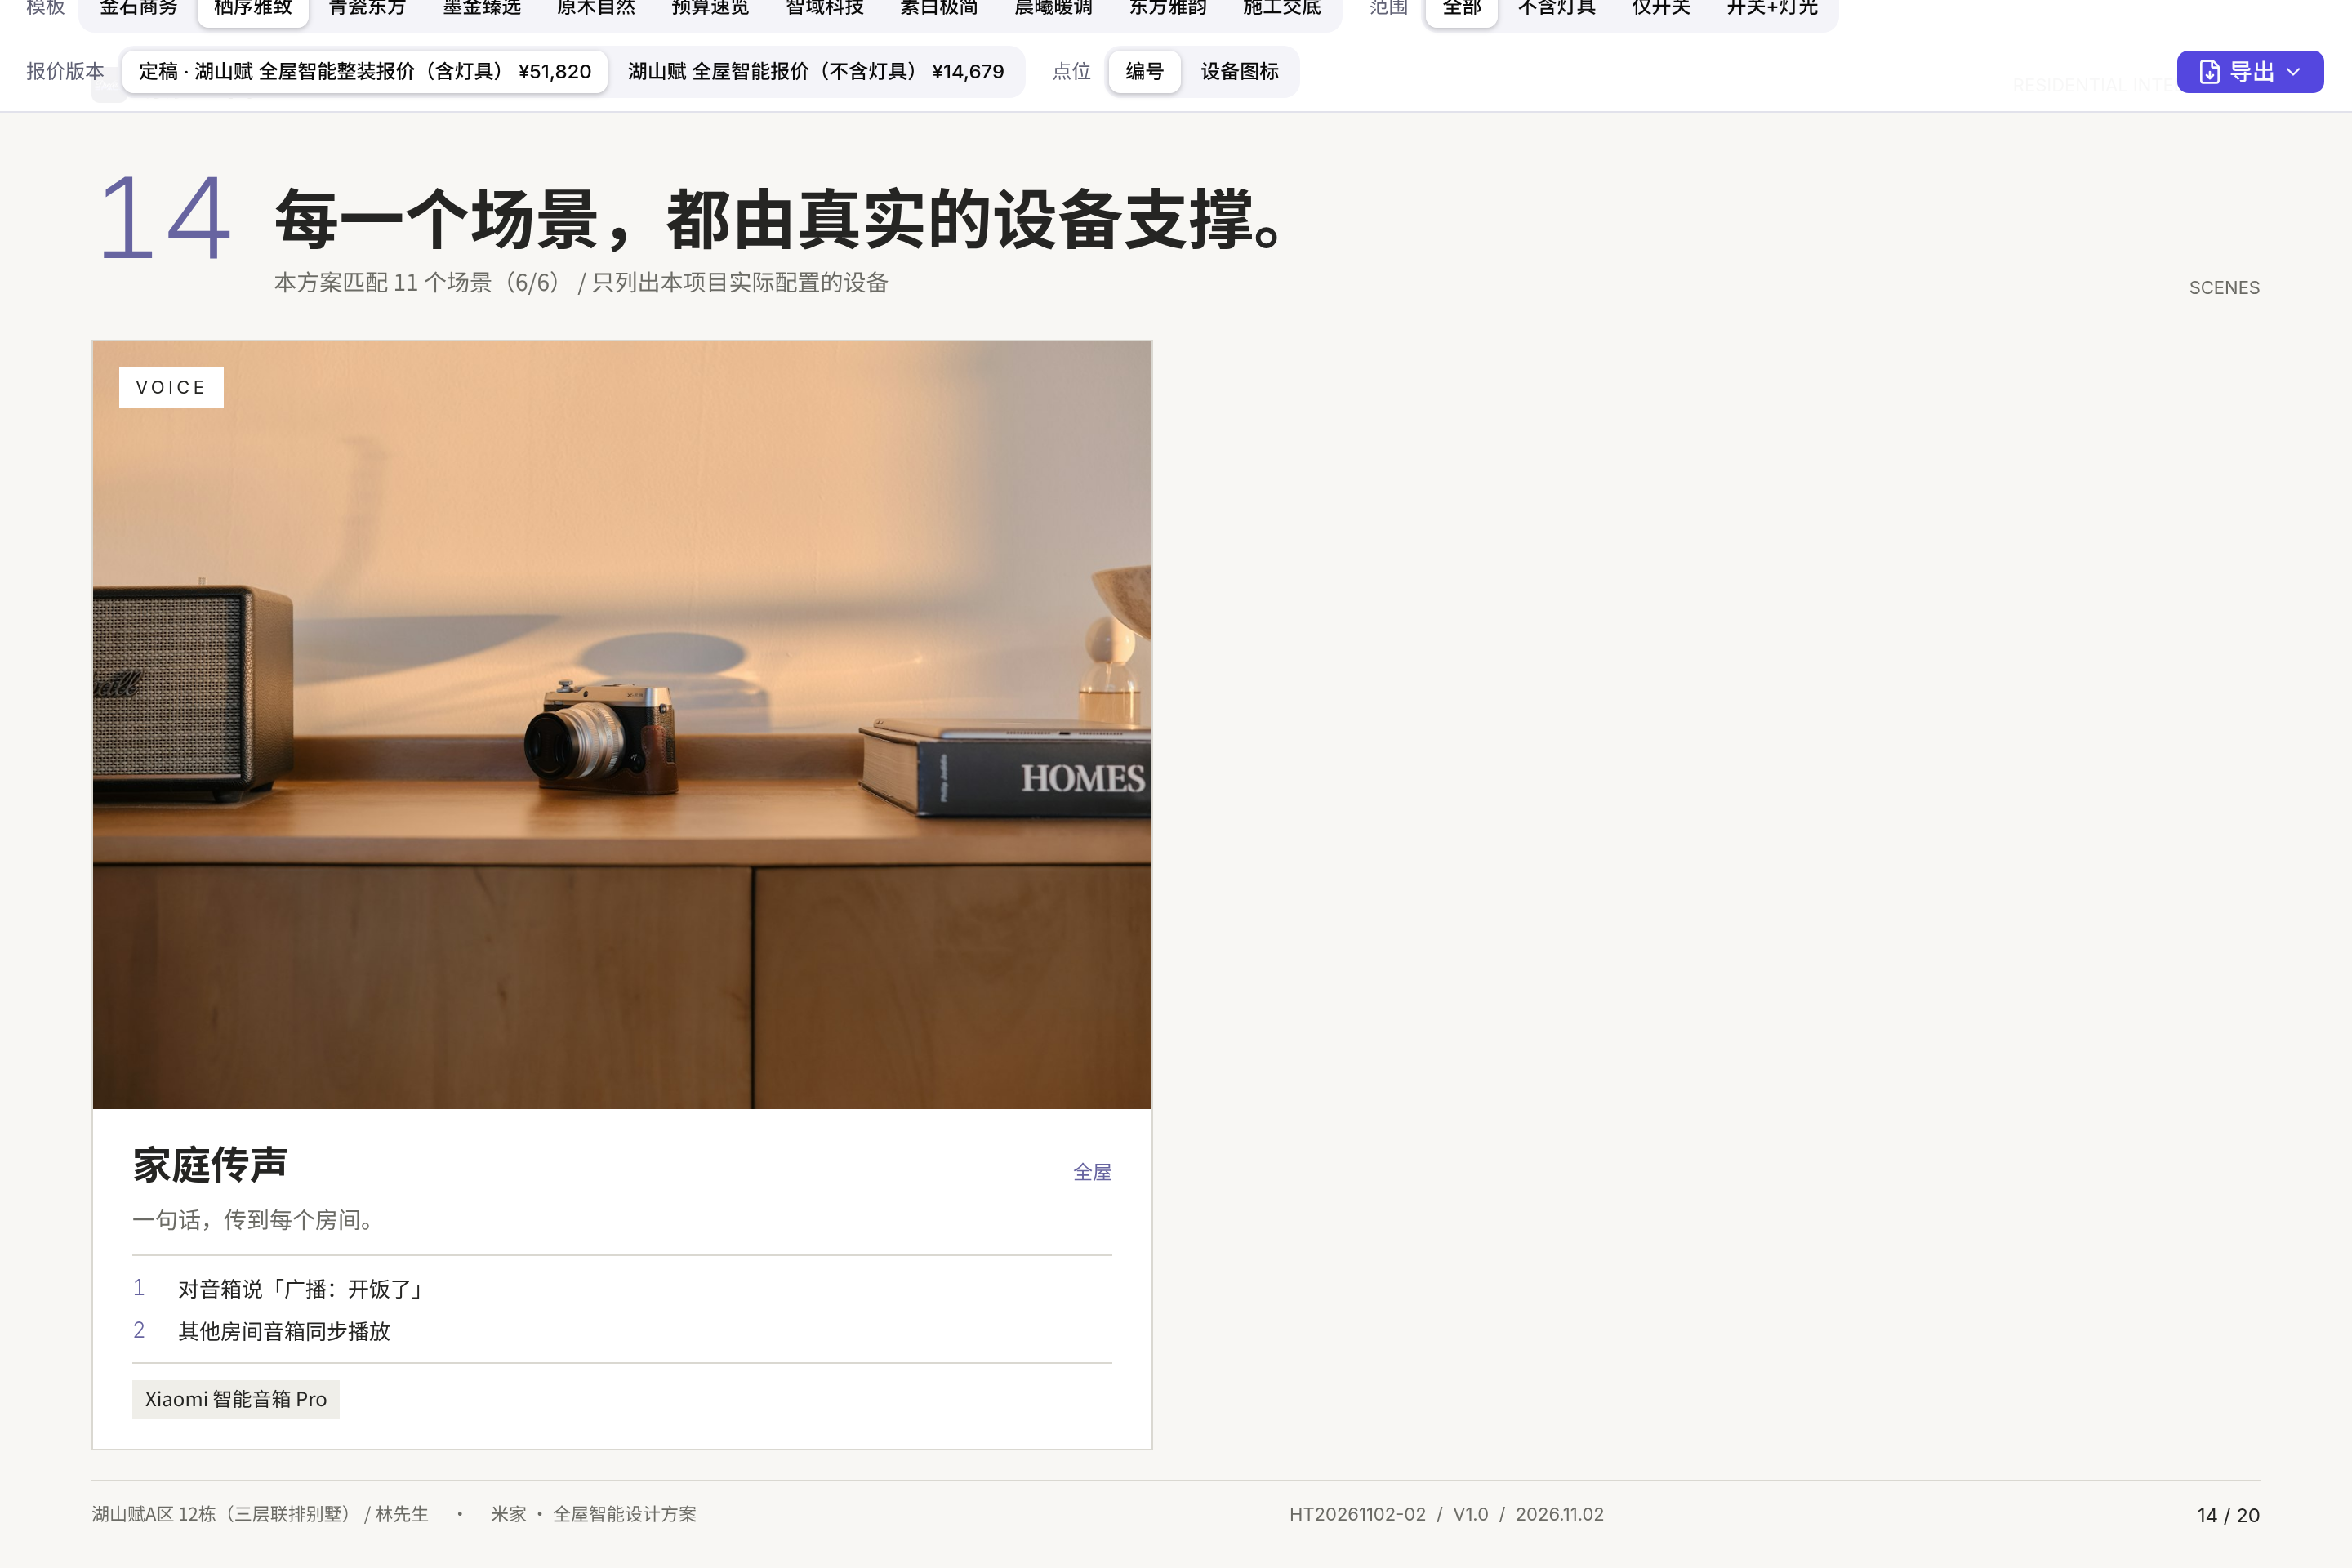 模板 金石商务 栖序雅致 青瓷东方 墨金臻选 原木自然 预算速览 智域科技 素白极简 晨曦暖调 东方雅韵 施工交底 范围 全部 不含灯具 仅开关 开关+灯光
报价版本 定稿 · 湖山赋 全屋智能整装报价（含灯具） ¥51,820 湖山赋 全屋智能报价（不含灯具） ¥14,679 点位 编号 设备图标 导出
RESIDENTIAL INTE
14 每一个场景，都由真实的设备支撑。
本方案匹配 11 个场景（6/6） / 只列出本项目实际配置的设备
SCENES
VOICE
HOMES
家庭传声
全屋
一句话，传到每个房间。
1 对音箱说「广播：开饭了」
2 其他房间音箱同步播放
Xiaomi 智能音箱 Pro
湖山赋A区 12栋（三层联排别墅） / 林先生 • 米家 • 全屋智能设计方案
HT20261102-02 / V1.0 / 2026.11.02
14 / 20